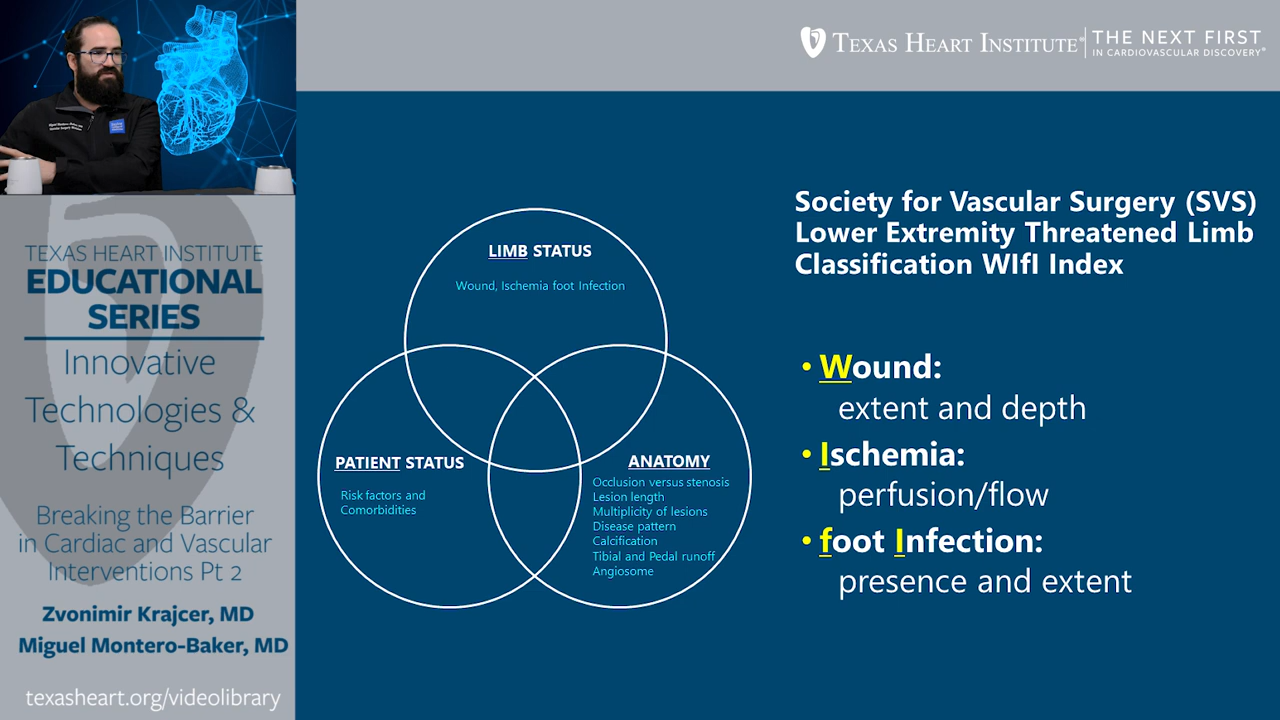 TEXAS HEART INSTITUTE® THE NEXT FIRST
IN CARDIOVASCULAR DISCOVERY®
TEXAS HEART INSTITUTE
EDUCATIONAL
SERIES
Innovative
Technologies &
Techniques
Breaking the Barrier
in Cardiac and Vascular
Interventions Pt 2
Zvonimir Krajcer, MD
Miguel Montero-Baker, MD
texasheart.org/videolibrary
LIMB STATUS
Wound, Ischemia foot Infection
PATIENT STATUS
Risk factors and
Comorbidities
ANATOMY
Occlusion versus stenosis
Lesion length
Multiplicity of lesions
Disease pattern
Calcification
Tibial and Pedal runoff
Angiosome
Society for Vascular Surgery (SVS)
Lower Extremity Threatened Limb
Classification WIfI Index
• Wound:
extent and depth
• Ischemia:
perfusion/flow
• foot Infection:
presence and extent